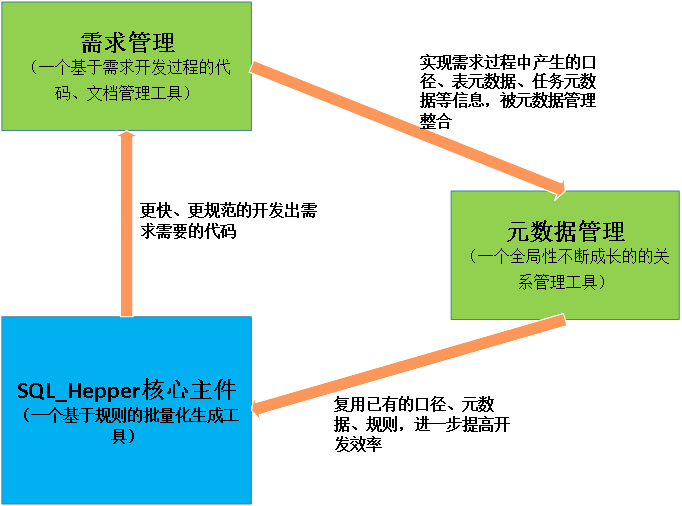 需求管理
（一个基于需求开发过程的代
码、文档管理工具）
实现需求过程中产生的口
径、表元数据、任务元数
据等信息，被元数据管理
整合
更快、更规范的开发出需
求需要的代码
元数据管理
（一个全局性不断成长的的关
系管理工具）
SQL_Hepper核心主件
（一个基于规则的批量化生成工
具）
复用已有的口径、元数
据、规则，进一步提高开
发效率